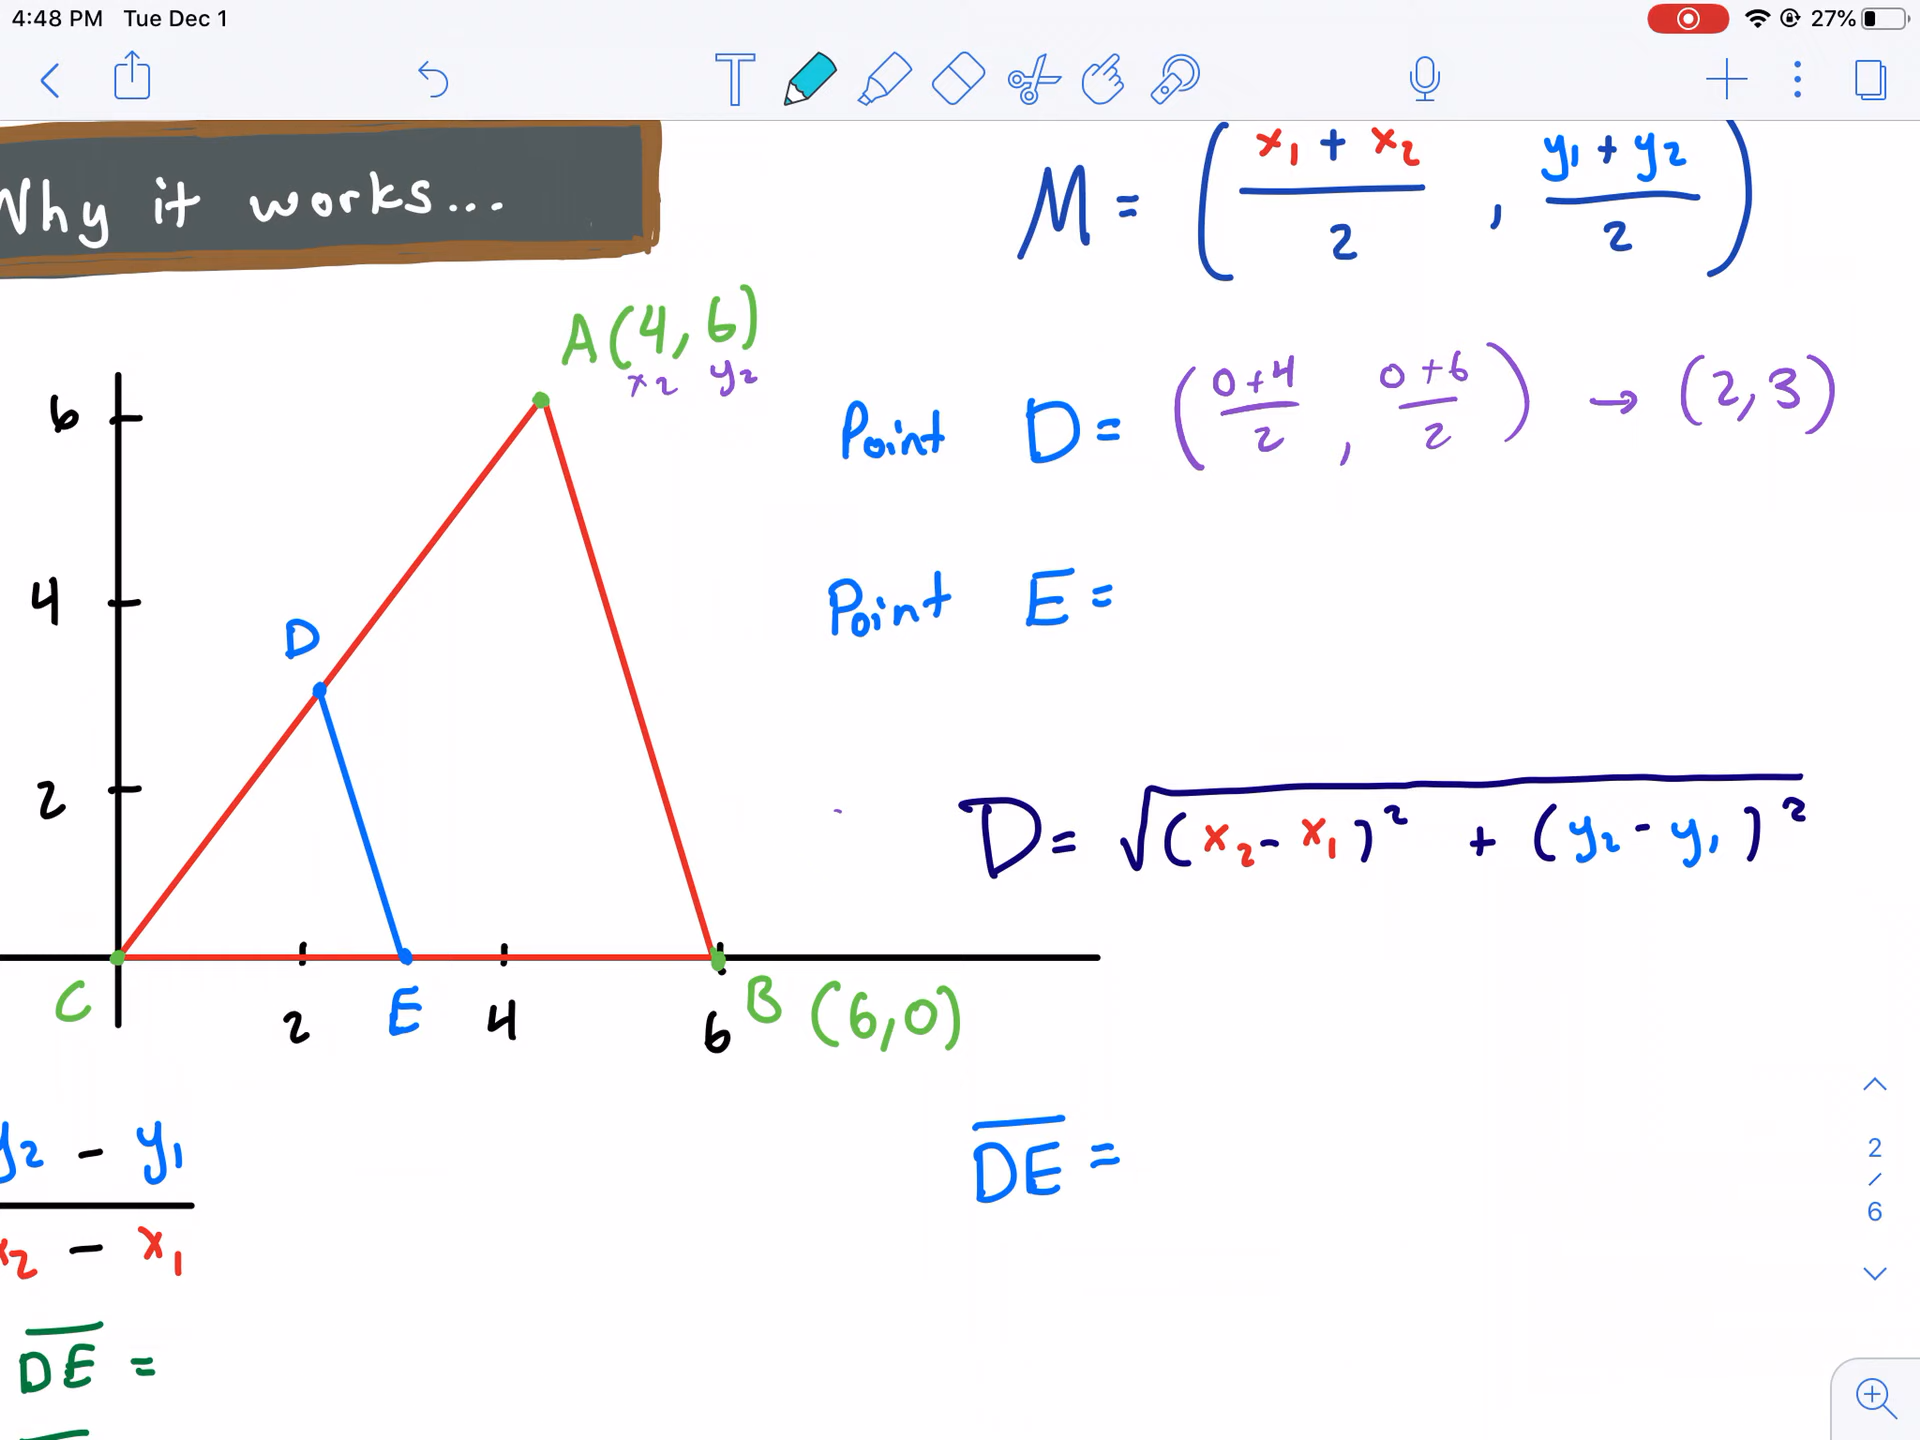 4:48 PM Tue Dec 1 27%
Why it works...
M = ( x1 + x2 / 2 , y1 + y2 / 2 )
A(4,6)
x2 y2
Point D = ( 0+4 / 2 , 0+6 / 2 ) → (2,3)
6
4
2
D
Point E =
D = √(x2 - x1)² + (y2 - y1)²
C 2 E 4 6 B (6,0)
y2 - y1
x2 - x1
DE =
DE =
2 / 6